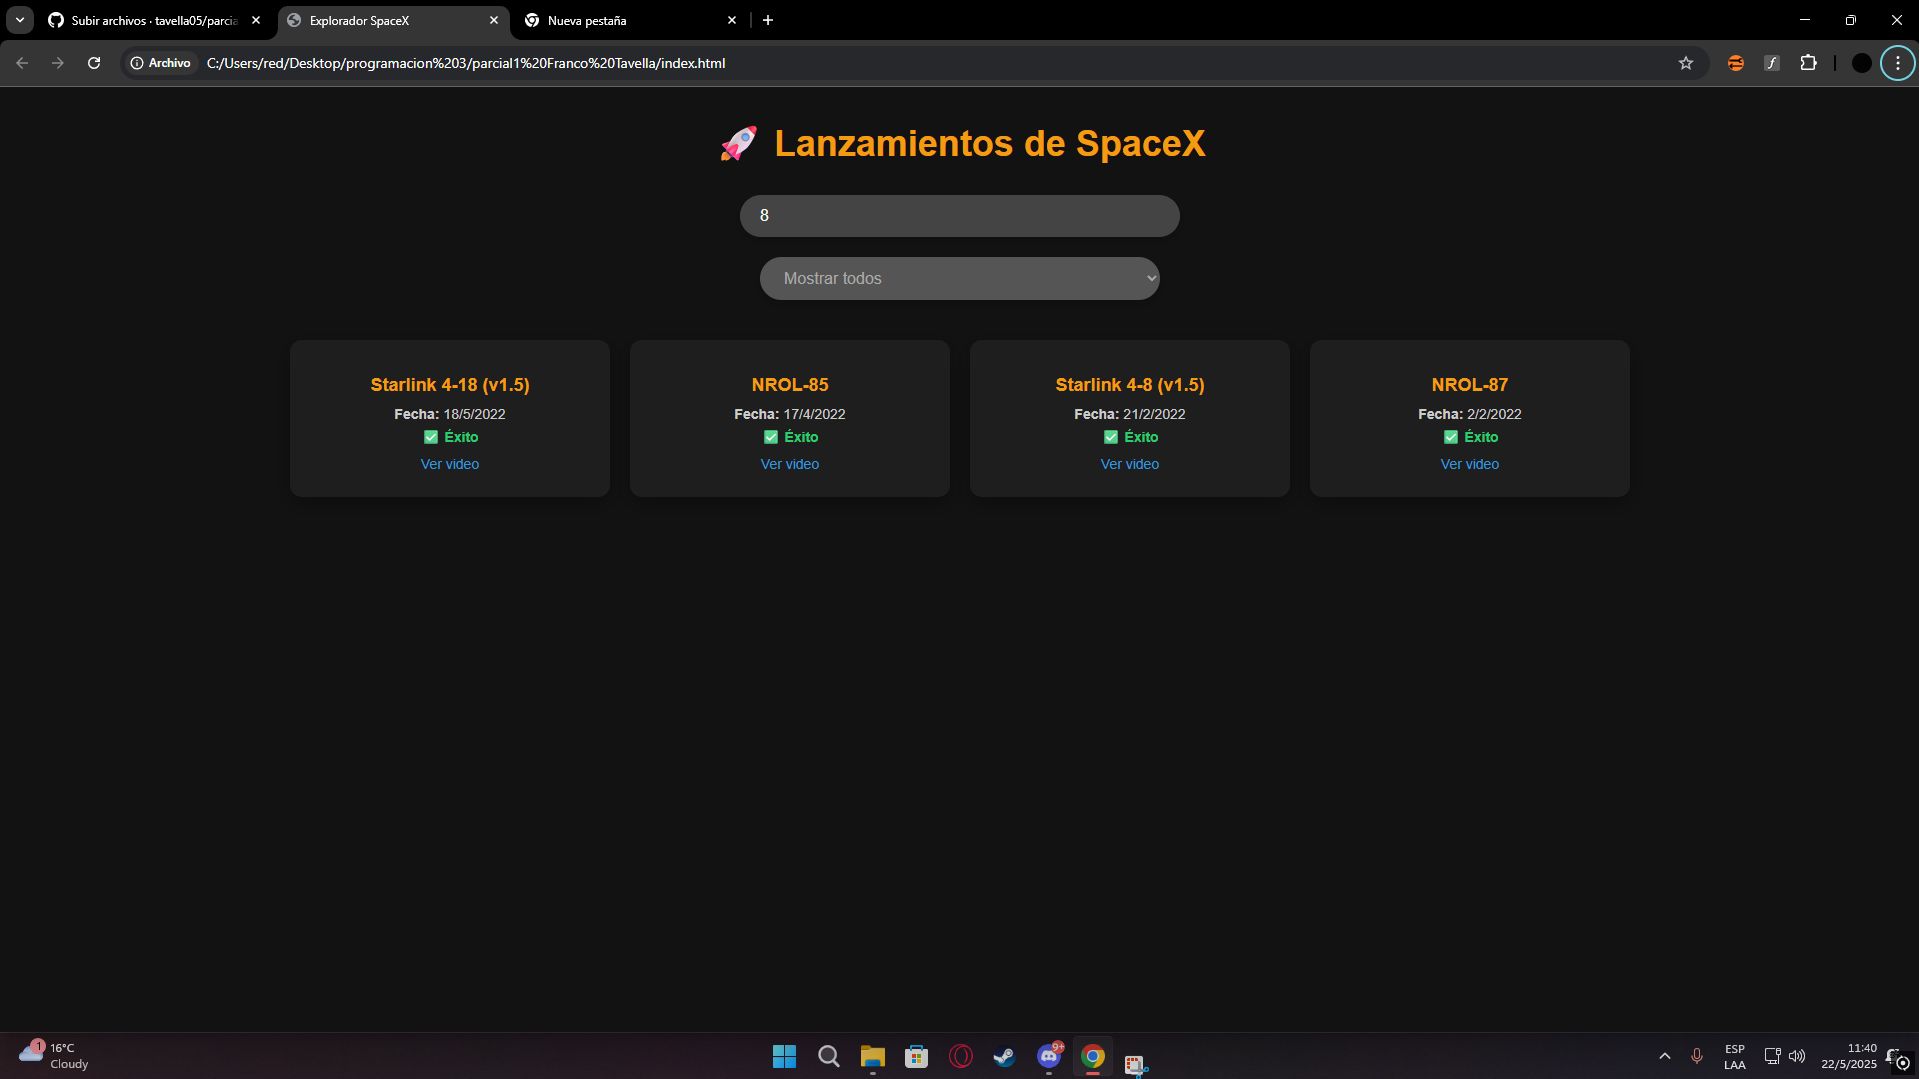 Subir archivos · tavella05/parcia
Explorador SpaceX
Nueva pestaña
Archivo
C:/Users/red/Desktop/programacion%203/parcial1%20Franco%20Tavella/index.html
Lanzamientos de SpaceX
8
Mostrar todos
Starlink 4-18 (v1.5)
Fecha: 18/5/2022
Éxito
Ver video
NROL-85
Fecha: 17/4/2022
Éxito
Ver video
Starlink 4-8 (v1.5)
Fecha: 21/2/2022
Éxito
Ver video
NROL-87
Fecha: 2/2/2022
Éxito
Ver video
1
16°C
Cloudy
9+
ESP
LAA
11:40
22/5/2025